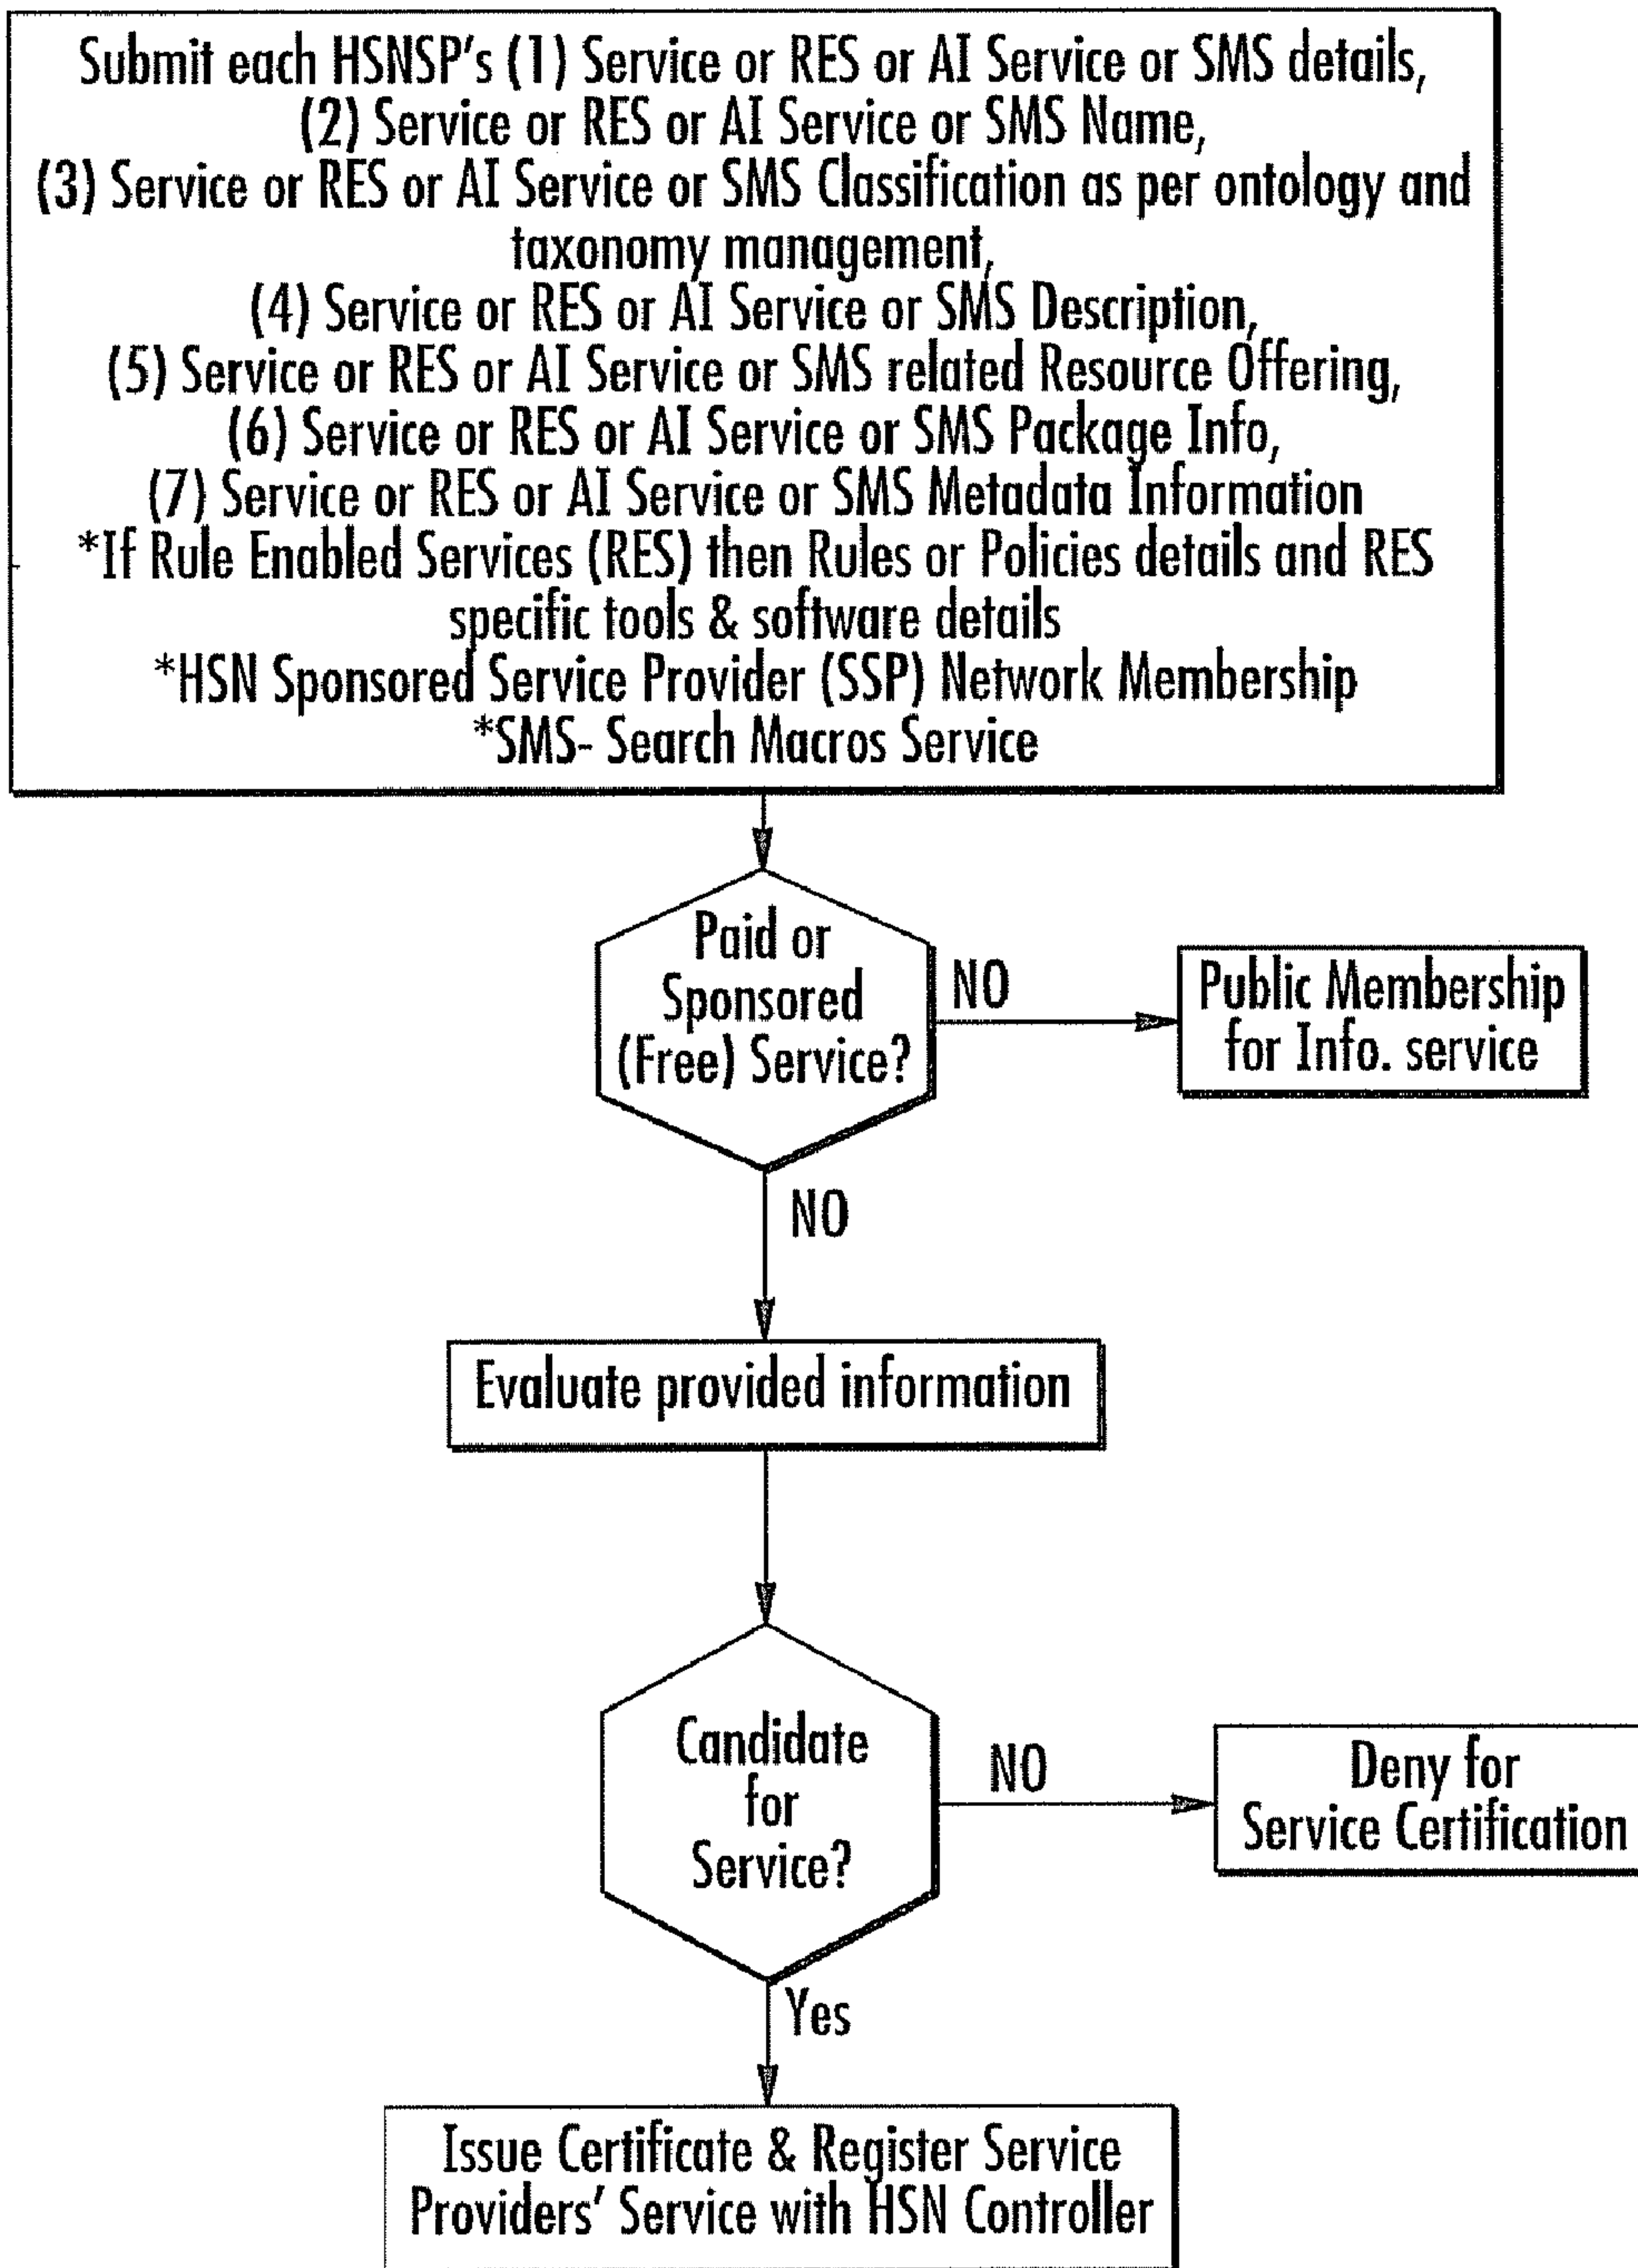 Submit each HSNSP's (1) Service or RES or AI Service or SMS details,
(2) Service or RES or AI Service or SMS Name,
(3) Service or RES or AI Service or SMS Classification as per ontology and
taxonomy management,
(4) Service or RES or AI Service or SMS Description,
(5) Service or RES or AI Service or SMS related Resource Offering,
(6) Service or RES or AI Service or SMS Package Info,
(7) Service or RES or AI Service or SMS Metadata Information
*If Rule Enabled Services (RES) then Rules or Policies details and RES
specific tools & software details
*HSN Sponsored Service Provider (SSP) Network Membership
*SMS- Search Macros Service
Paid or
Sponsored
(Free) Service?
NO
Public Membership
for Info. service
NO
Evaluate provided information
Candidate
for
Service?
NO
Deny for
Service Certification
Yes
Issue Certificate & Register Service
Providers' Service with HSN Controller